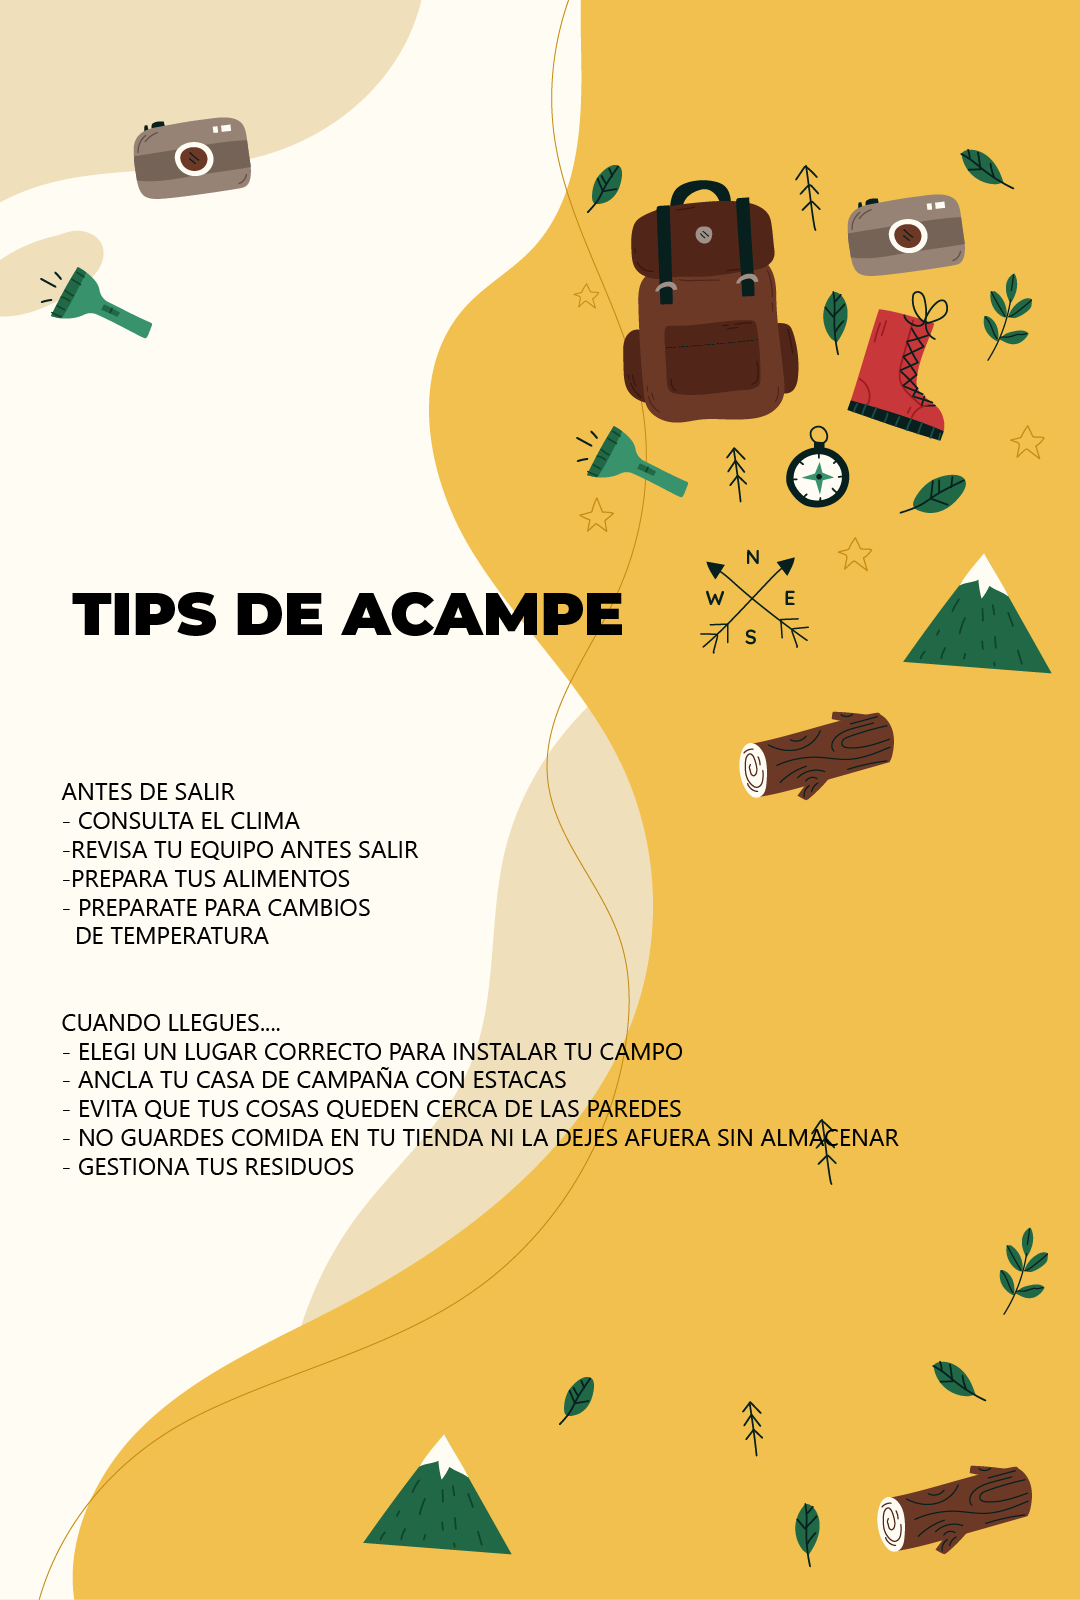 N
W E
S
TIPS DE ACAMPE
ANTES DE SALIR
- CONSULTA EL CLIMA
-REVISA TU EQUIPO ANTES SALIR
-PREPARA TUS ALIMENTOS
- PREPARATE PARA CAMBIOS
DE TEMPERATURA
CUANDO LLEGUES....
- ELEGI UN LUGAR CORRECTO PARA INSTALAR TU CAMPO
- ANCLA TU CASA DE CAMPAÑA CON ESTACAS
- EVITA QUE TUS COSAS QUEDEN CERCA DE LAS PAREDES
- NO GUARDES COMIDA EN TU TIENDA NI LA DEJES AFUERA SIN ALMACENAR
- GESTIONA TUS RESIDUOS